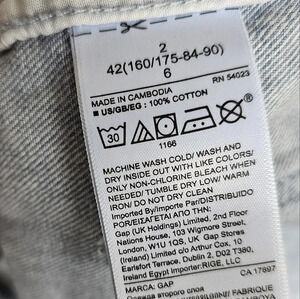 2
42(160/175-84-90)
6
RN 54023
MADE IN CAMBODIA
US/GB/EG : 100% COTTON
30
1166
MACHINE WASH COLD/ WASH AND
DRY INSIDE OUT WITH LIKE COLORS/
ONLY NON-CHLORINE BLEACH WHEN
NEEDED/ TUMBLE DRY LOW/ WARM
IRON/ DO NOT DRY CLEAN
Imported By/Importe Par/DISTRIBUIDO
POR/ΕΙΣΑΓΕΤΑΙ ΑΠΟ ΤΗΝ:
Gap (UK Holdings) Limited, 2nd Floor
Nations House, 103 Wigmore Street,
London, W1U 1QS, UK Gap Stores
(Ireland) Limited c/o Arthur Cox, 10
Earlsfort Terrace, Dublin 2, D02 T380,
Ireland Egypt Importer:RIGE, LLC
CA 17897
MARCA: GAP
Одежда второго слоя